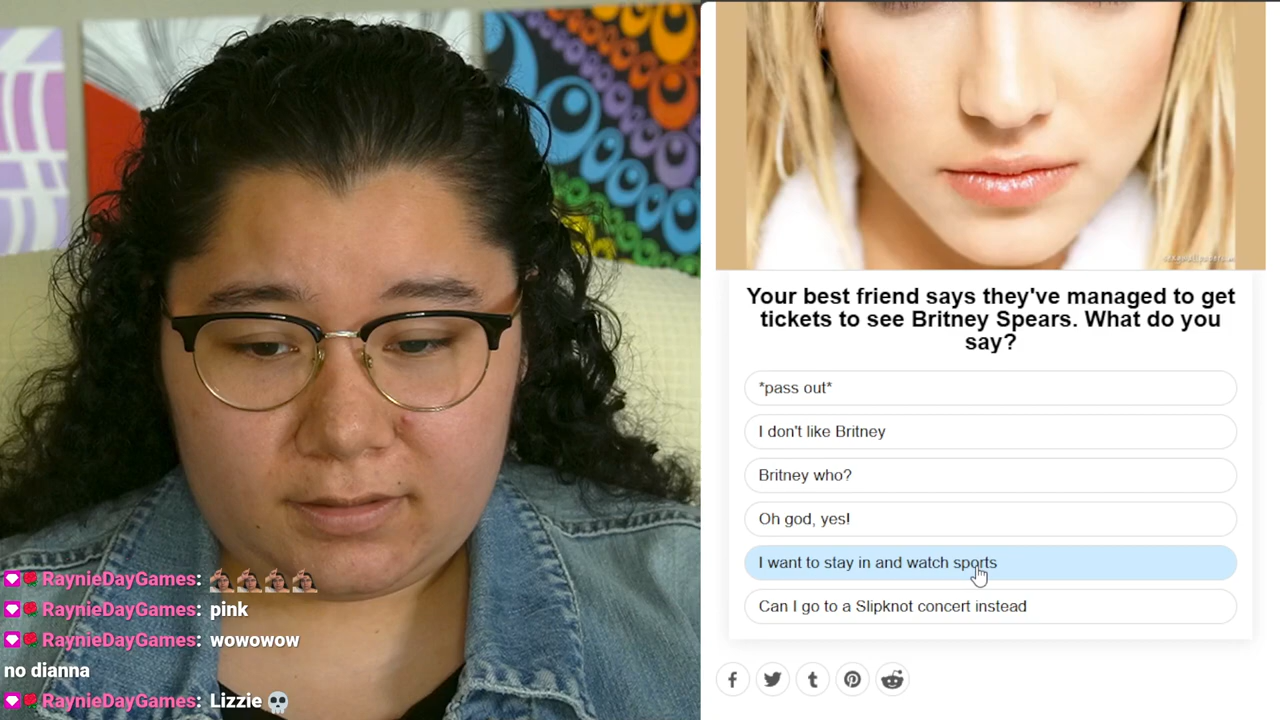 RaynieDayGames:
RaynieDayGames: pink
RaynieDayGames: wowowow
no dianna
RaynieDayGames: Lizzie 💀
Your best friend says they've managed to get
tickets to see Britney Spears. What do you
say?
*pass out*
I don't like Britney
Britney who?
Oh god, yes!
I want to stay in and watch sports
Can I go to a Slipknot concert instead